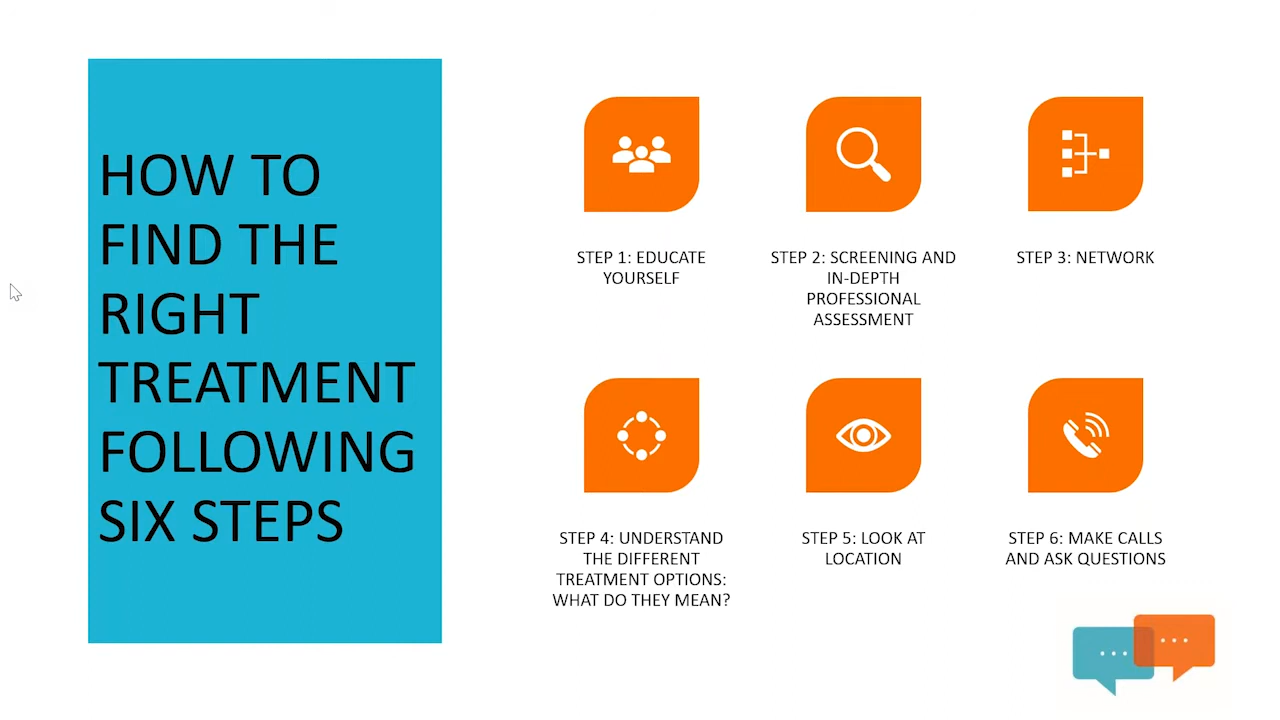 HOW TO
FIND THE
RIGHT
TREATMENT
FOLLOWING
SIX STEPS
STEP 1: EDUCATE
YOURSELF
STEP 2: SCREENING AND
IN-DEPTH
PROFESSIONAL
ASSESSMENT
STEP 3: NETWORK
STEP 4: UNDERSTAND
THE DIFFERENT
TREATMENT OPTIONS:
WHAT DO THEY MEAN?
STEP 5: LOOK AT
LOCATION
STEP 6: MAKE CALLS
AND ASK QUESTIONS